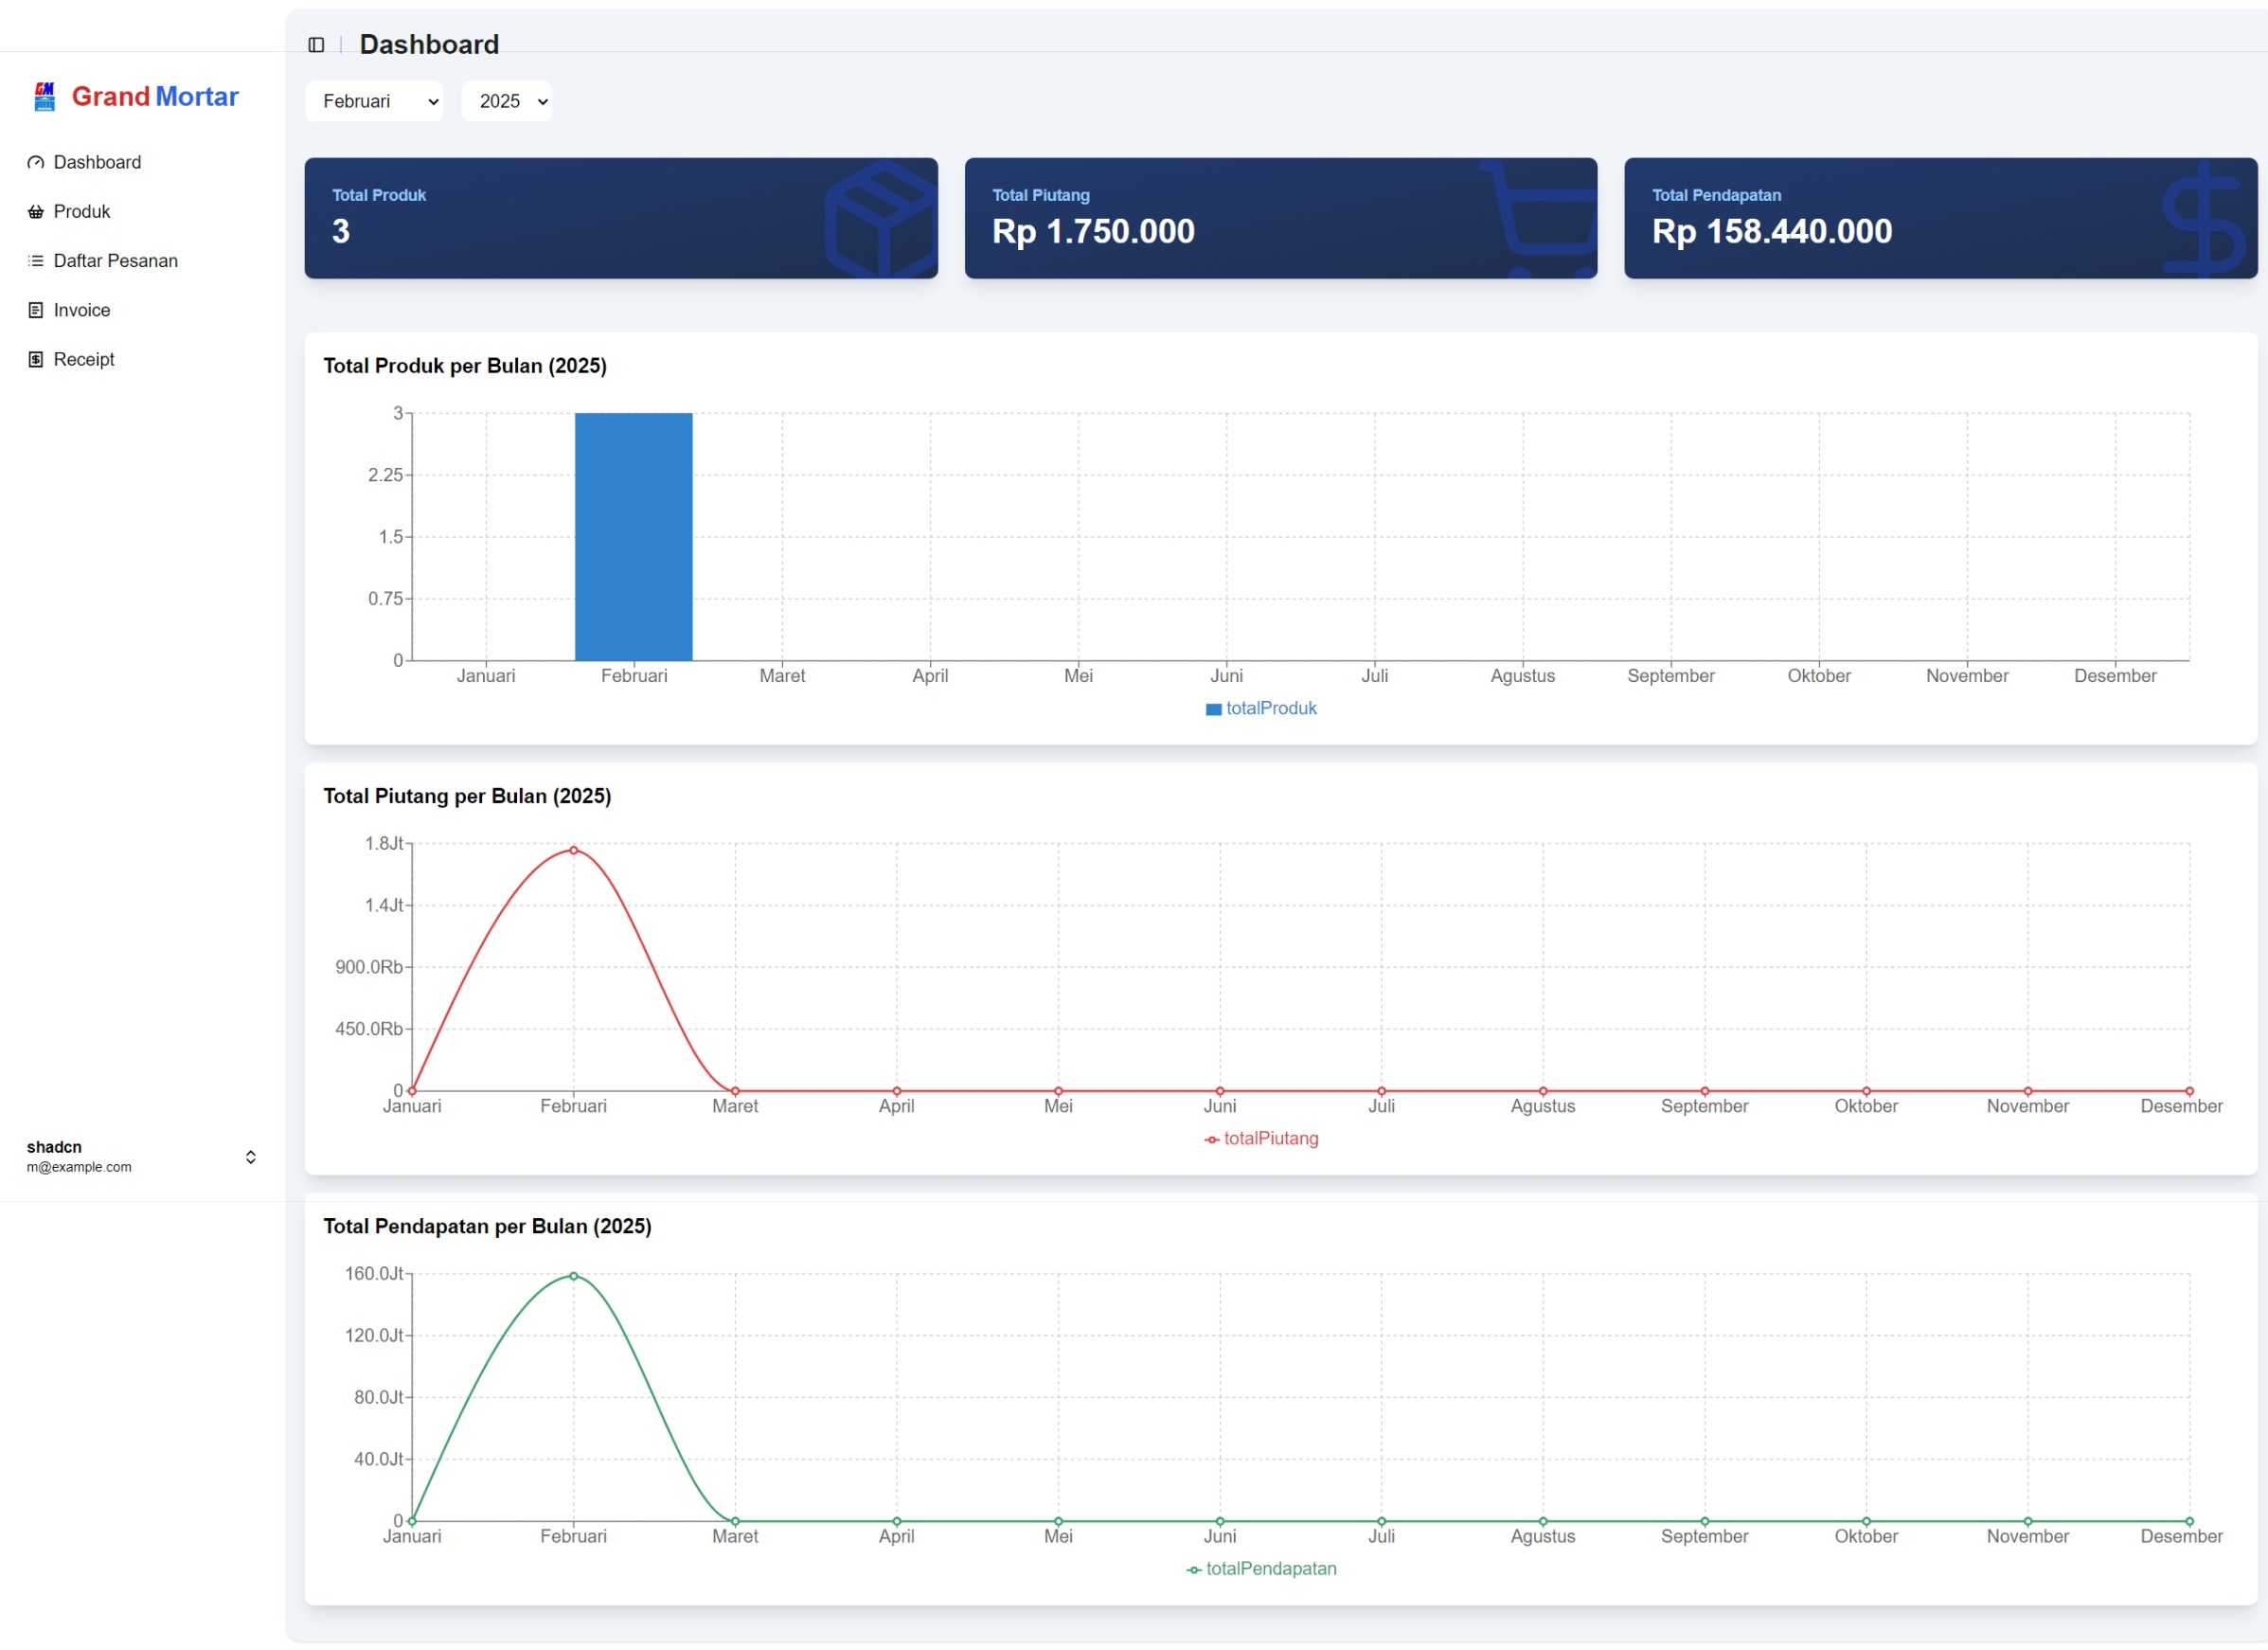 Dashboard
GM Grand Mortar
Februari 2025
Dashboard
Produk
Daftar Pesanan
Invoice
Receipt
shadcn
m@example.com
Total Produk
3
Total Piutang
Rp 1.750.000
Total Pendapatan
Rp 158.440.000
Total Produk per Bulan (2025)
3
2.25
1.5
0.75
0
Januari Februari Maret April Mei Juni Juli Agustus September Oktober November Desember
totalProduk
Total Piutang per Bulan (2025)
1.8Jt
1.4Jt
900.0Rb
450.0Rb
0
Januari Februari Maret April Mei Juni Juli Agustus September Oktober November Desember
totalPiutang
Total Pendapatan per Bulan (2025)
160.0Jt
120.0Jt
80.0Jt
40.0Jt
0
Januari Februari Maret April Mei Juni Juli Agustus September Oktober November Desember
totalPendapatan